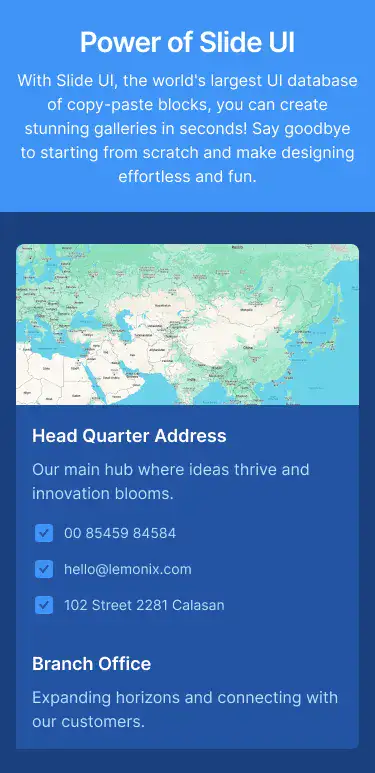 Power of Slide UI
With Slide UI, the world's largest UI database
of copy-paste blocks, you can create
stunning galleries in seconds! Say goodbye
to starting from scratch and make designing
effortless and fun.
Head Quarter Address
Our main hub where ideas thrive and
innovation blooms.
00 85459 84584
hello@lemonix.com
102 Street 2281 Calasan
Branch Office
Expanding horizons and connecting with
our customers.